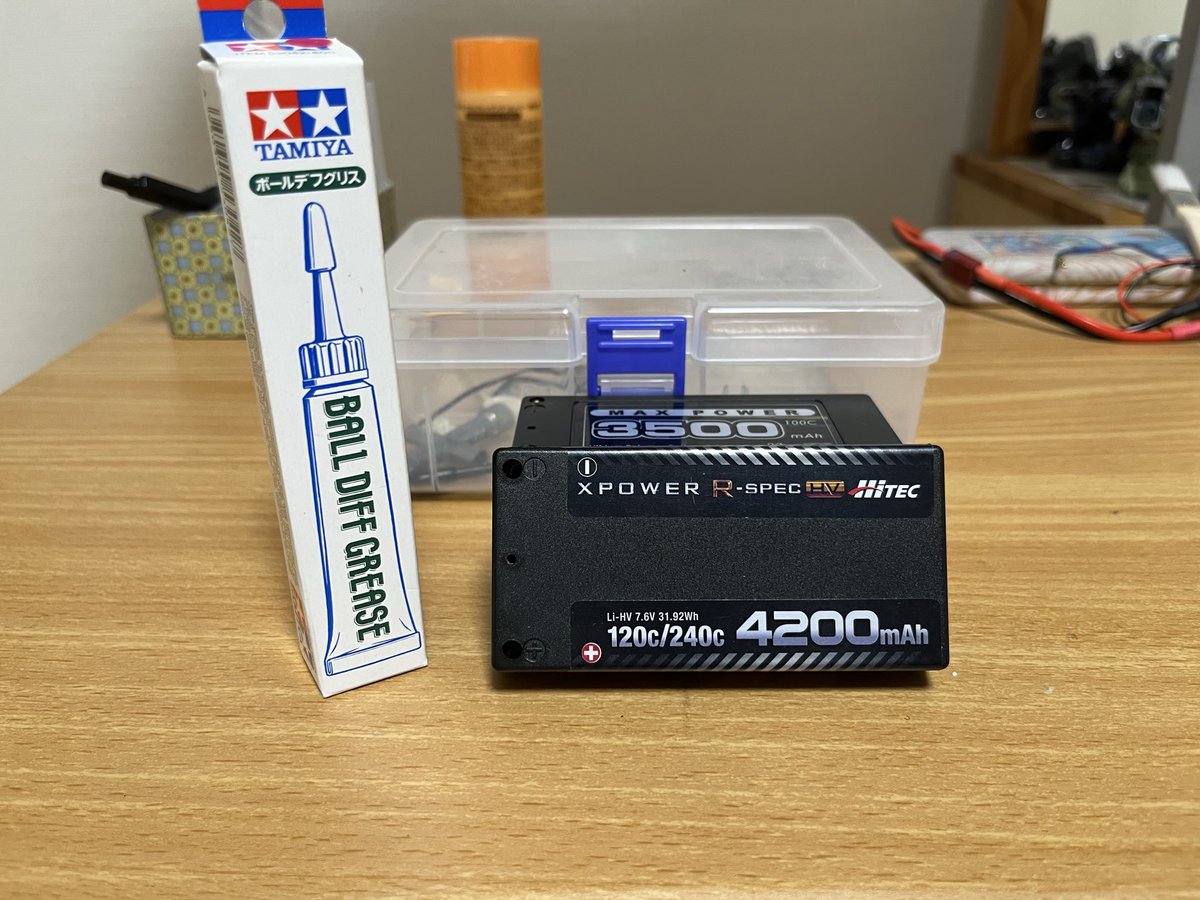 TAMIYA
ボールデフグリス
BALL DIFF GREASE
MAX POWER
3500 100C
mAh
XPOWER R-SPEC HV HiTEC
Li-HV 7.6V 31.92Wh
120C/240C 4200mAh